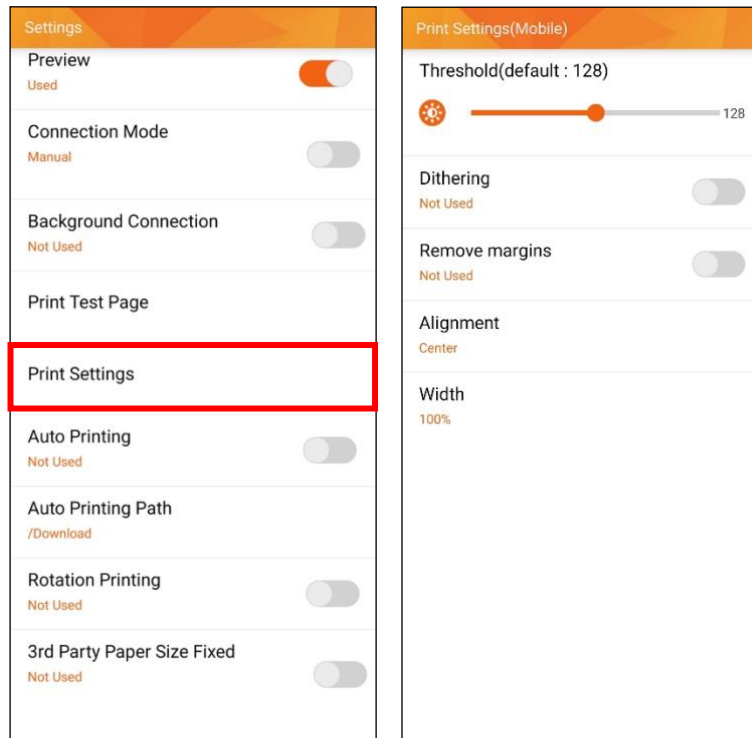 Settings
Preview
Used
Connection Mode
Manual
Background Connection
Not Used
Print Test Page
Print Settings
Auto Printing
Not Used
Auto Printing Path
/Download
Rotation Printing
Not Used
3rd Party Paper Size Fixed
Not Used
Print Settings(Mobile)
Threshold(default : 128)
128
Dithering
Not Used
Remove margins
Not Used
Alignment
Center
Width
100%